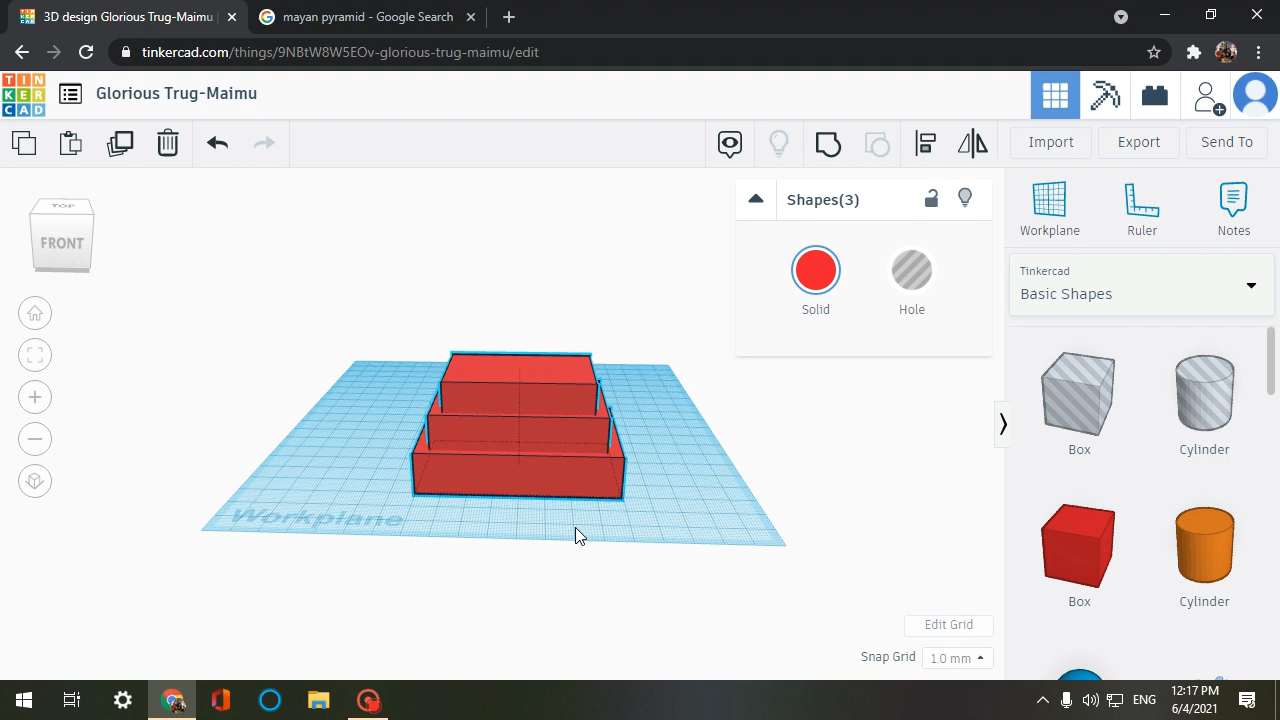 3D design Glorious Trug-Maimu
mayan pyramid - Google Search
tinkercad.com/things/9NBtW8W5EOv-glorious-trug-maimu/edit
TIN
KER
CAD
Glorious Trug-Maimu
Import
Export
Send To
TOP
FRONT
Shapes(3)
Solid
Hole
Workplane
Ruler
Notes
Tinkercad
Basic Shapes
Box
Cylinder
Box
Cylinder
Workplane
Edit Grid
Snap Grid 1.0 mm
ENG
12:17 PM
6/4/2021